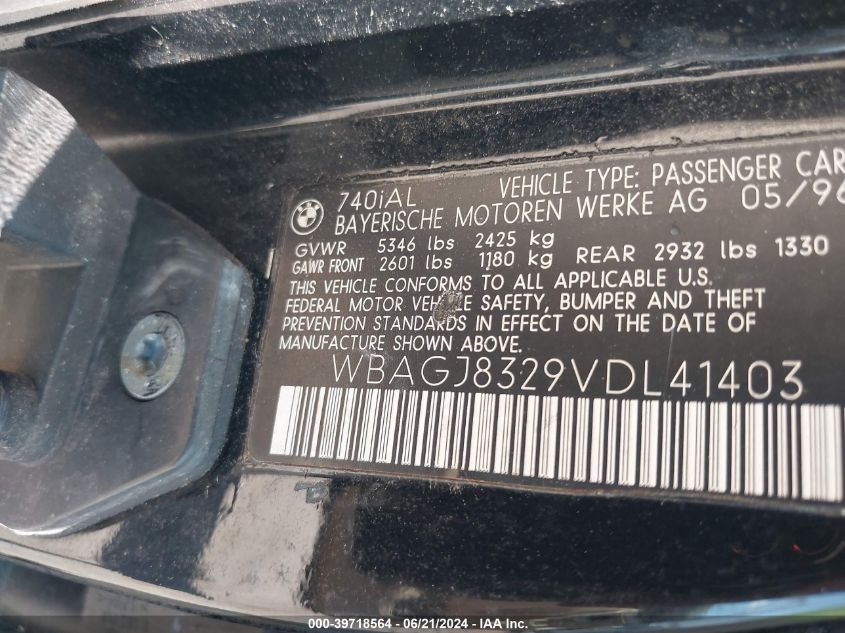 740iAL VEHICLE TYPE: PASSENGER CAR
BAYERISCHE MOTOREN WERKE AG 05/96
GVWR 5346 lbs 2425 kg
GAWR FRONT 2601 lbs 1180 kg REAR 2932 lbs 1330
THIS VEHICLE CONFORMS TO ALL APPLICABLE U.S.
FEDERAL MOTOR VEHICLE SAFETY, BUMPER AND THEFT
PREVENTION STANDARDS IN EFFECT ON THE DATE OF
MANUFACTURE SHOWN ABOVE.
WBAGJ8329VDL41403
000-39718564 - 06/21/2024 - IAA Inc.